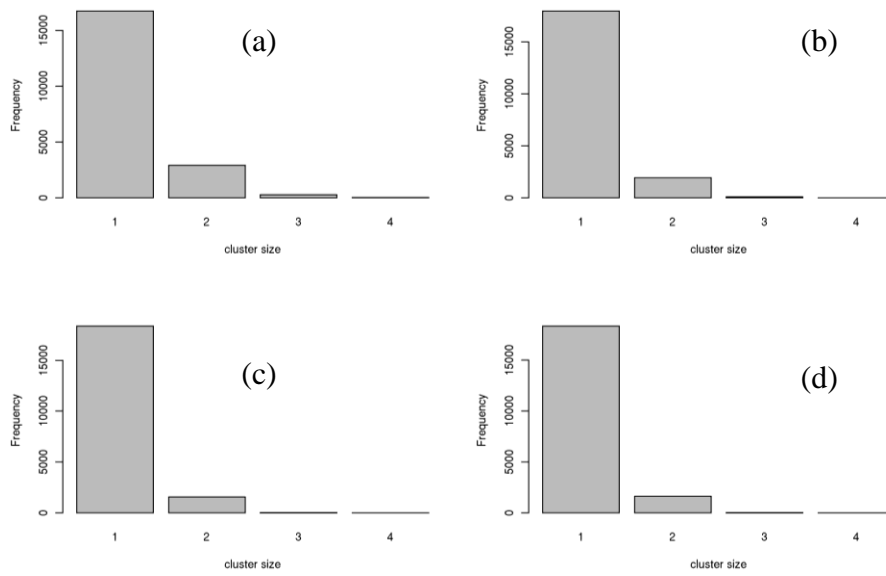 (a)
Frequency
15000
10000
5000
0
1 2 3 4
cluster size
(b)
Frequency
15000
10000
5000
0
1 2 3 4
cluster size
(c)
Frequency
15000
10000
5000
0
1 2 3 4
cluster size
(d)
Frequency
15000
10000
5000
0
1 2 3 4
cluster size